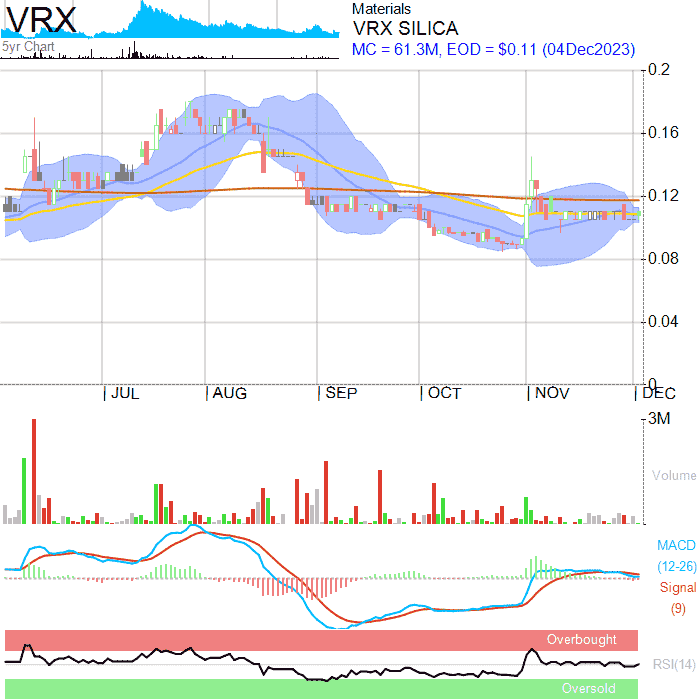 VRX
5yr Chart
Materials
VRX SILICA
MC = 61.3M, EOD = $0.11 (04Dec2023)
0.2
0.16
0.12
0.08
0.04
0
JUL AUG SEP OCT NOV DEC
3M
Volume
MACD
(12-26)
Signal
(9)
Overbought
RSI(14)
Oversold